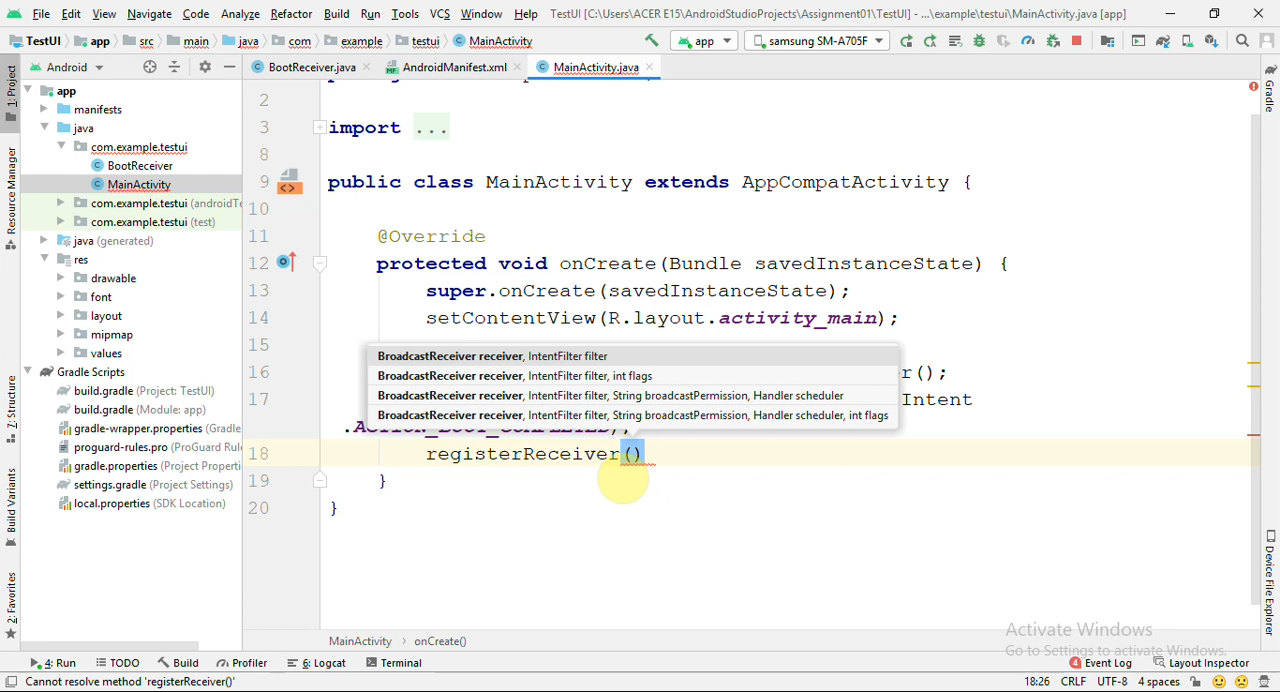 File Edit View Navigate Code Analyze Refactor Build Run Tools VCS Window Help TestUI [C:\Users\ACER E15\AndroidStudioProjects\Assignment01\TestUI] - ...\example\testui\MainActivity.java [app]
TestUI app src main java com example testui MainActivity app samsung SM-A705F
Android BootReceiver.java AndroidManifest.xml MainActivity.java
1: Project
Resource Manager
Z: Structure
Build Variants
2: Favorites
app
manifests
java
com.example.testui
BootReceiver
MainActivity
com.example.testui (androidTe
com.example.testui (test)
java (generated)
res
drawable
font
layout
mipmap
values
Gradle Scripts
build.gradle (Project: TestUI)
build.gradle (Module: app)
gradle-wrapper.properties (Gradle
proguard-rules.pro (ProGuard Rule
gradle.properties (Project Properti
settings.gradle (Project Settings)
local.properties (SDK Location)
2
3 import ...
8
9 public class MainActivity extends AppCompatActivity {
10
11 @Override
12 protected void onCreate(Bundle savedInstanceState) {
13 super.onCreate(savedInstanceState);
14 setContentView(R.layout.activity_main);
15
16 r();
17 Intent
.ACTION_BOOT_COMPLETED);
BroadcastReceiver receiver, IntentFilter filter
BroadcastReceiver receiver, IntentFilter filter, int flags
BroadcastReceiver receiver, IntentFilter filter, String broadcastPermission, Handler scheduler
BroadcastReceiver receiver, IntentFilter filter, String broadcastPermission, Handler scheduler, int flags
18 registerReceiver()
19 }
20 }
Gradle
Device File Explorer
MainActivity › onCreate()
Activate Windows
Go to Settings to activate Windows.
4: Run TODO Build Profiler 6: Logcat Terminal 4 Event Log Layout Inspector
Cannot resolve method 'registerReceiver()' 18:26 CRLF UTF-8 4 spaces